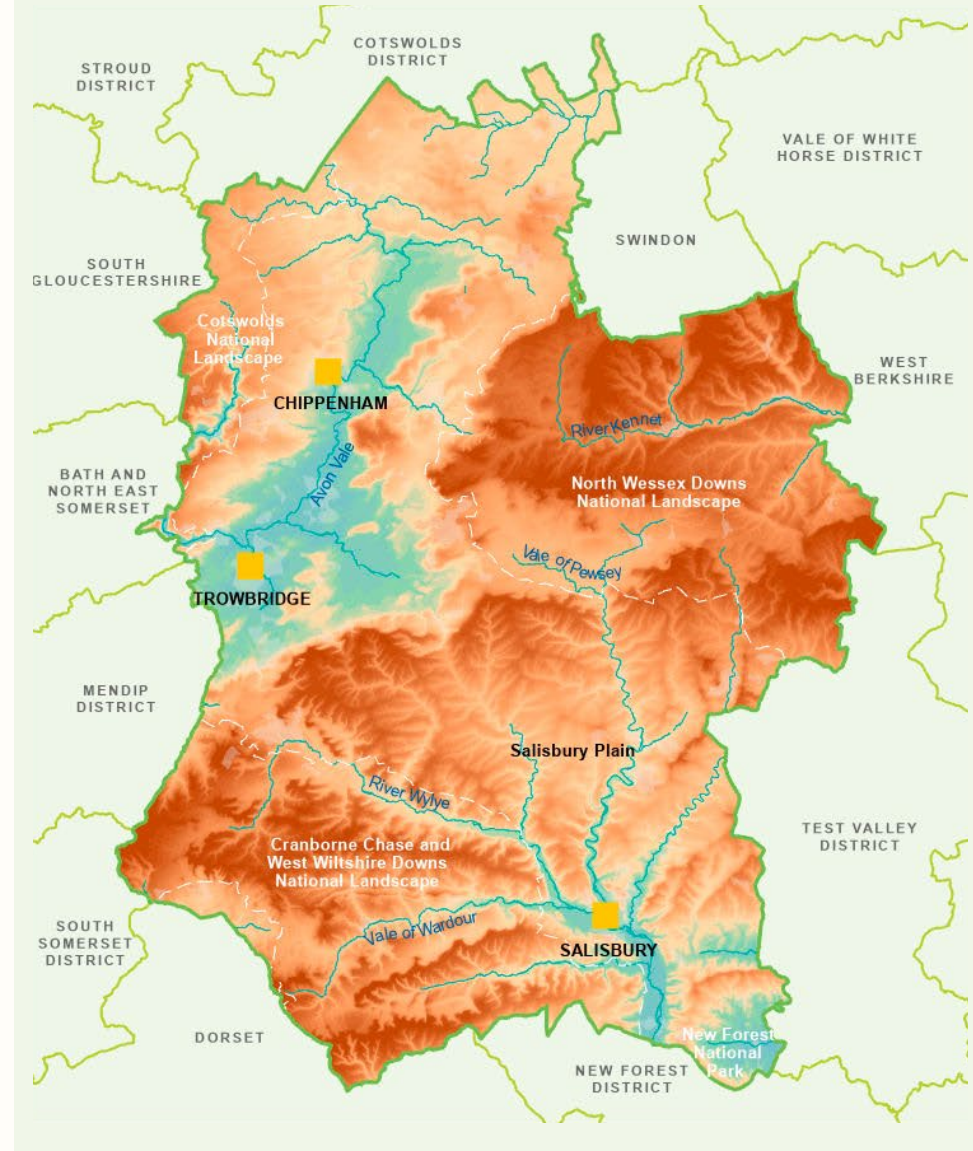 COTSWOLDS
DISTRICT
STROUD
DISTRICT
VALE OF WHITE
HORSE DISTRICT
SWINDON
SOUTH
GLOUCESTERSHIRE
Cotswolds
National
Landscape
WEST
BERKSHIRE
CHIPPENHAM
River Kennet
Avon Vale
BATH AND
NORTH EAST
SOMERSET
North Wessex Downs
National Landscape
Vale of Pewsey
TROWBRIDGE
MENDIP
DISTRICT
Salisbury Plain
River Wylye
TEST VALLEY
DISTRICT
Cranborne Chase and
West Wiltshire Downs
National Landscape
SOUTH
SOMERSET
DISTRICT
Vale of Wardour
SALISBURY
DORSET
New Forest
National
Park
NEW FOREST
DISTRICT